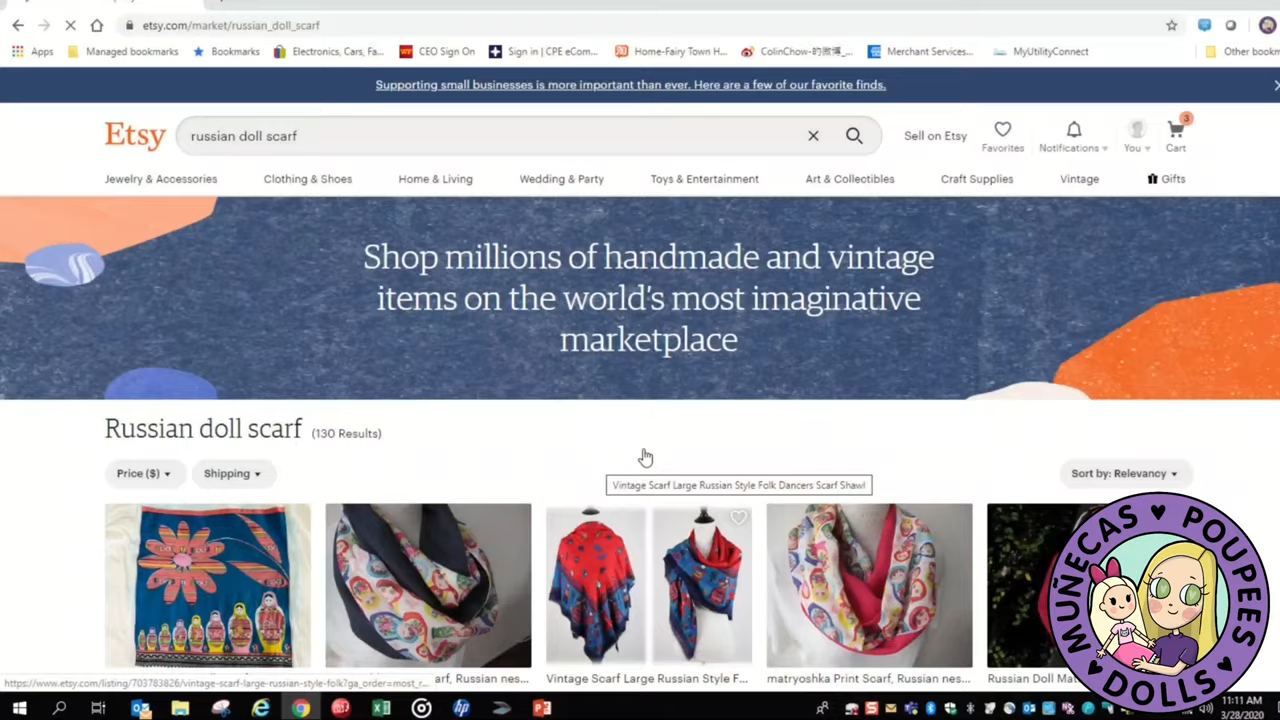 etsy.com/market/russian_doll_scarf
Apps
Managed bookmarks
Bookmarks
Electronics, Cars, Fa...
CEO Sign On
Sign in | CPE eCom...
Home-Fairy Town H...
ColinChow-的微博_...
Merchant Services...
MyUtilityConnect
Other bookm
Supporting small businesses is more important than ever. Here are a few of our favorite finds.
Etsy
russian doll scarf
Sell on Etsy
Favorites
Notifications
You
3
Cart
Jewelry & Accessories
Clothing & Shoes
Home & Living
Wedding & Party
Toys & Entertainment
Art & Collectibles
Craft Supplies
Vintage
Gifts
Shop millions of handmade and vintage
items on the world's most imaginative
marketplace
Russian doll scarf (130 Results)
Price ($)
Shipping
Vintage Scarf Large Russian Style Folk Dancers Scarf Shawl
Sort by: Relevancy
https://www.etsy.com/listing/703783826/vintage-scarf-large-russian-style-folk?ga_order=most_r...
arf, Russian nes...
Vintage Scarf Large Russian Style F...
matryoshka Print Scarf, Russian nes...
Russian Doll Mat
MUÑECAS ♥ POUPEES ♥ DOLLS ♥
11:11 AM
3/28/2020